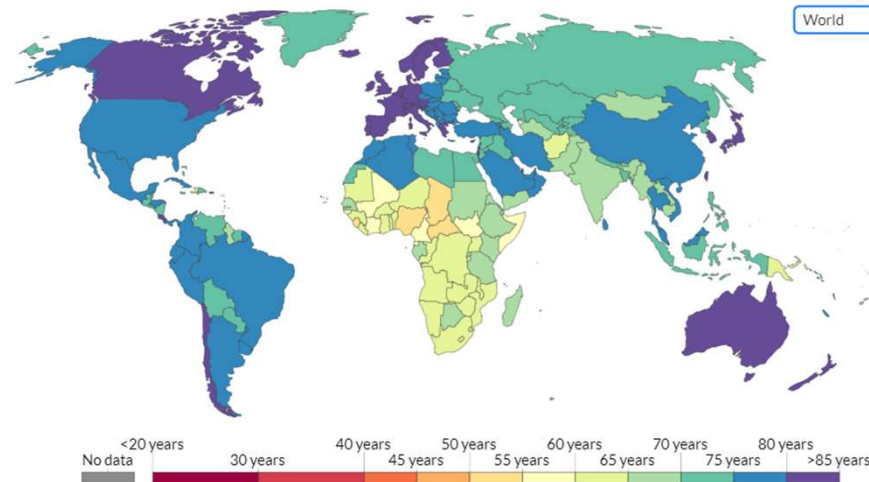 World
<20 years
40 years
50 years
60 years
70 years
80 years
No data
30 years
45 years
55 years
65 years
75 years
>85 years